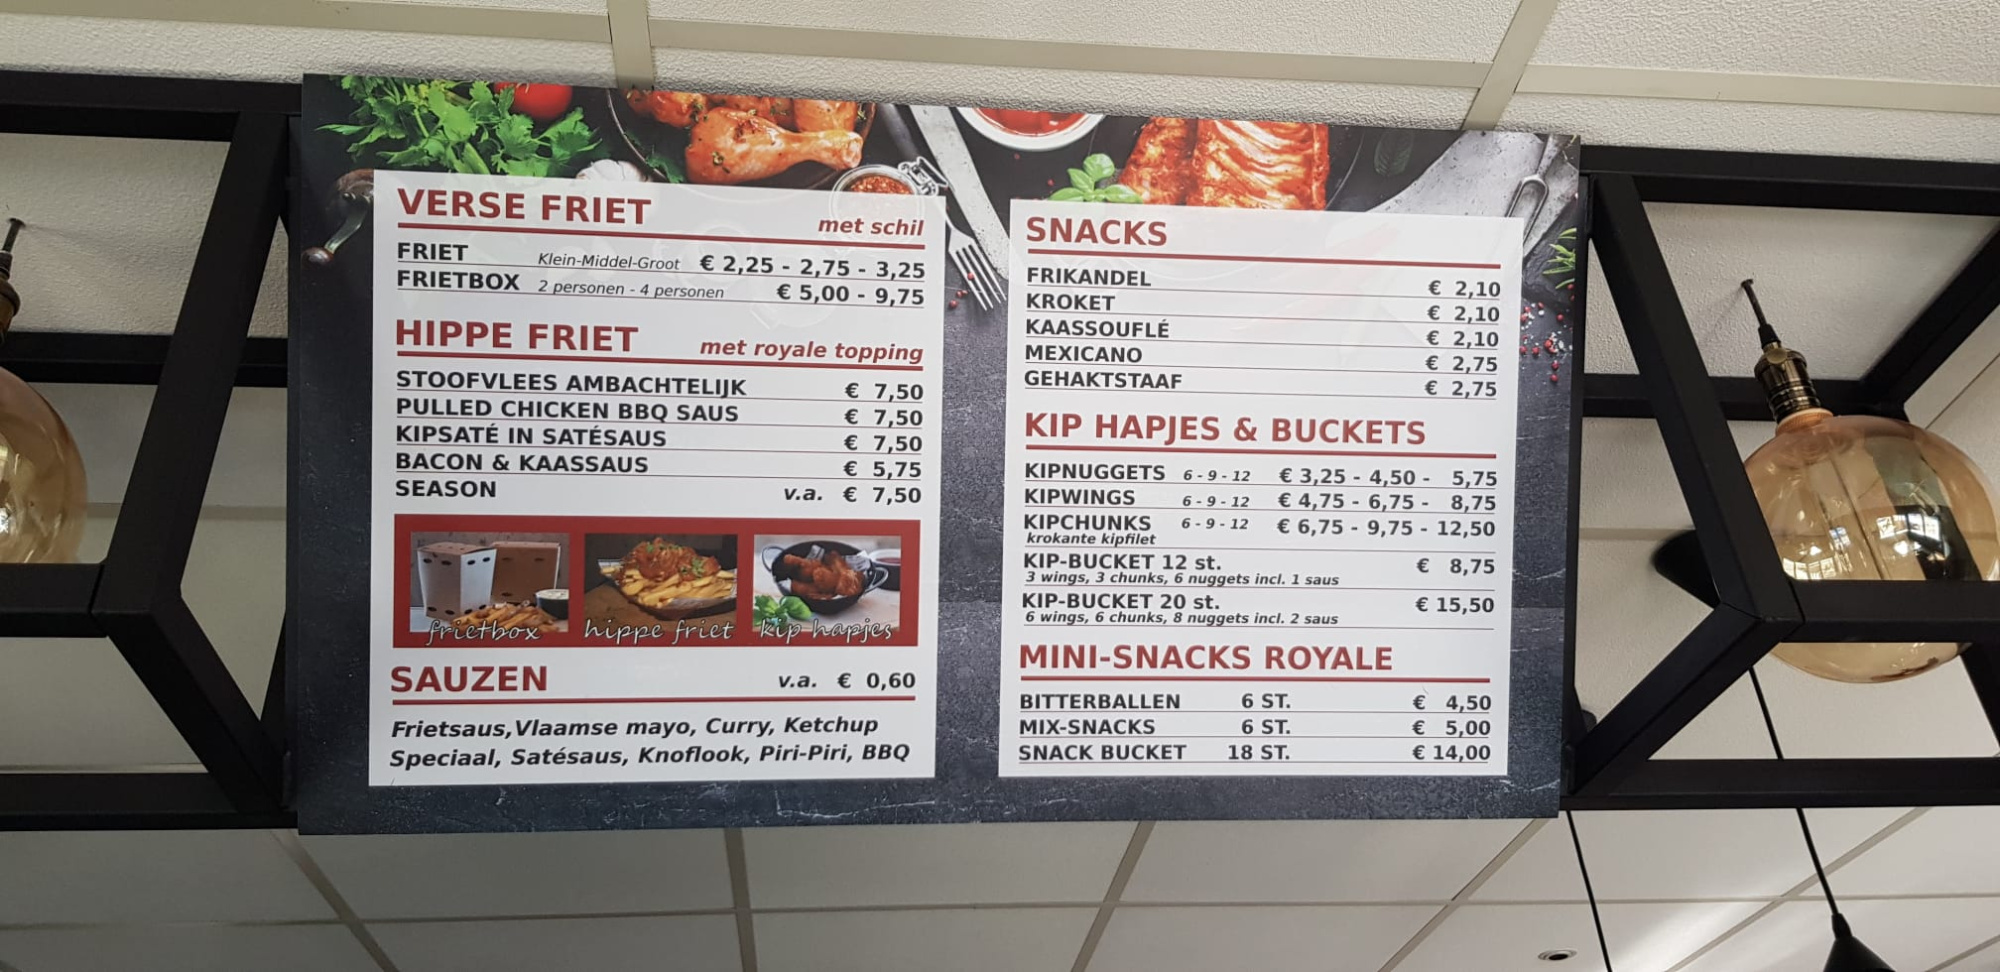 VERSE FRIET met schil
FRIET Klein-Middel-Groot € 2,25 - 2,75 - 3,25
FRIETBOX 2 personen - 4 personen € 5,00 - 9,75
HIPPE FRIET met royale topping
STOOFVLEES AMBACHTELIJK € 7,50
PULLED CHICKEN BBQ SAUS € 7,50
KIPSATÉ IN SATÉSAUS € 7,50
BACON & KAASSAUS € 5,75
SEASON v.a. € 7,50
frietbox hippe friet kip hapjes
SAUZEN v.a. € 0,60
Frietsaus,Vlaamse mayo, Curry, Ketchup
Speciaal, Satésaus, Knoflook, Piri-Piri, BBQ
SNACKS
FRIKANDEL € 2,10
KROKET € 2,10
KAASSOUFLÉ € 2,10
MEXICANO € 2,75
GEHAKTSTAAF € 2,75
KIP HAPJES & BUCKETS
KIPNUGGETS 6 - 9 - 12 € 3,25 - 4,50 - 5,75
KIPWINGS 6 - 9 - 12 € 4,75 - 6,75 - 8,75
KIPCHUNKS 6 - 9 - 12 € 6,75 - 9,75 - 12,50
krokante kipfilet
KIP-BUCKET 12 st. € 8,75
3 wings, 3 chunks, 6 nuggets incl. 1 saus
KIP-BUCKET 20 st. € 15,50
6 wings, 6 chunks, 8 nuggets incl. 2 saus
MINI-SNACKS ROYALE
BITTERBALLEN 6 ST. € 4,50
MIX-SNACKS 6 ST. € 5,00
SNACK BUCKET 18 ST. € 14,00